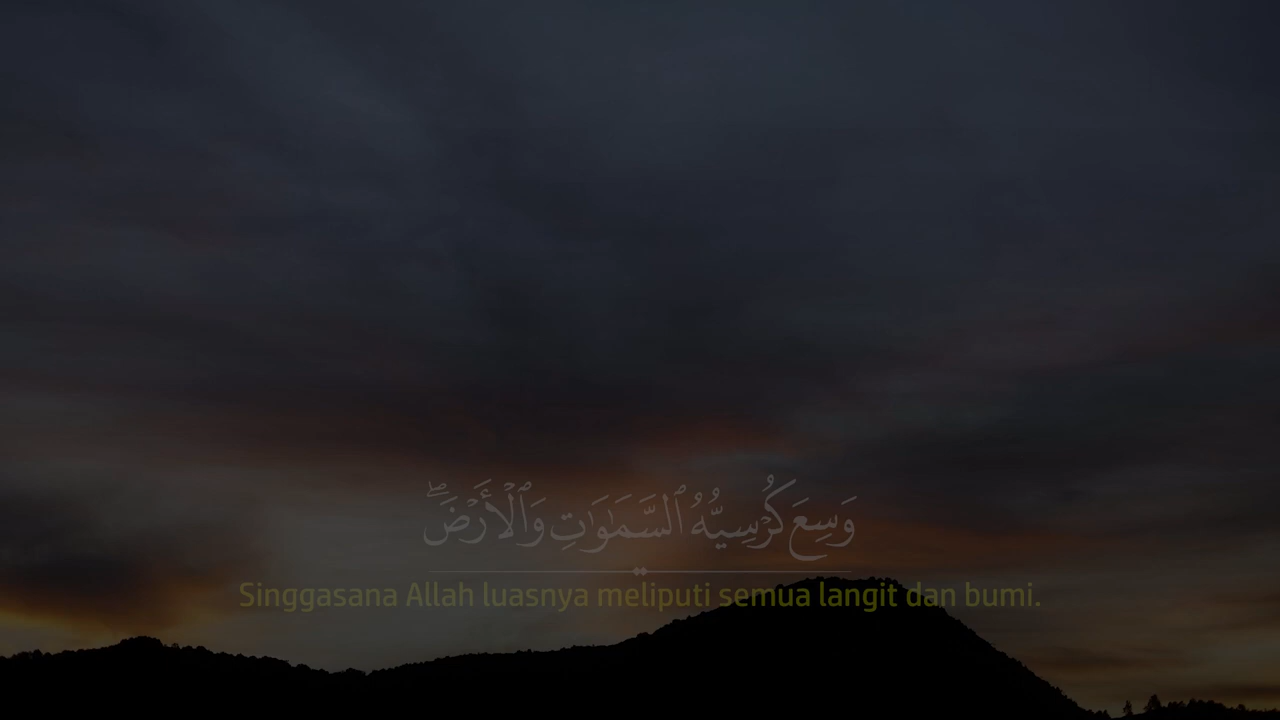 وَسِعَ كُرْسِيُّهُ ٱلسَّمَـٰوَٰتِ وَٱلْأَرْضَ ۖ
Singgasana Allah luasnya meliputi semua langit dan bumi.